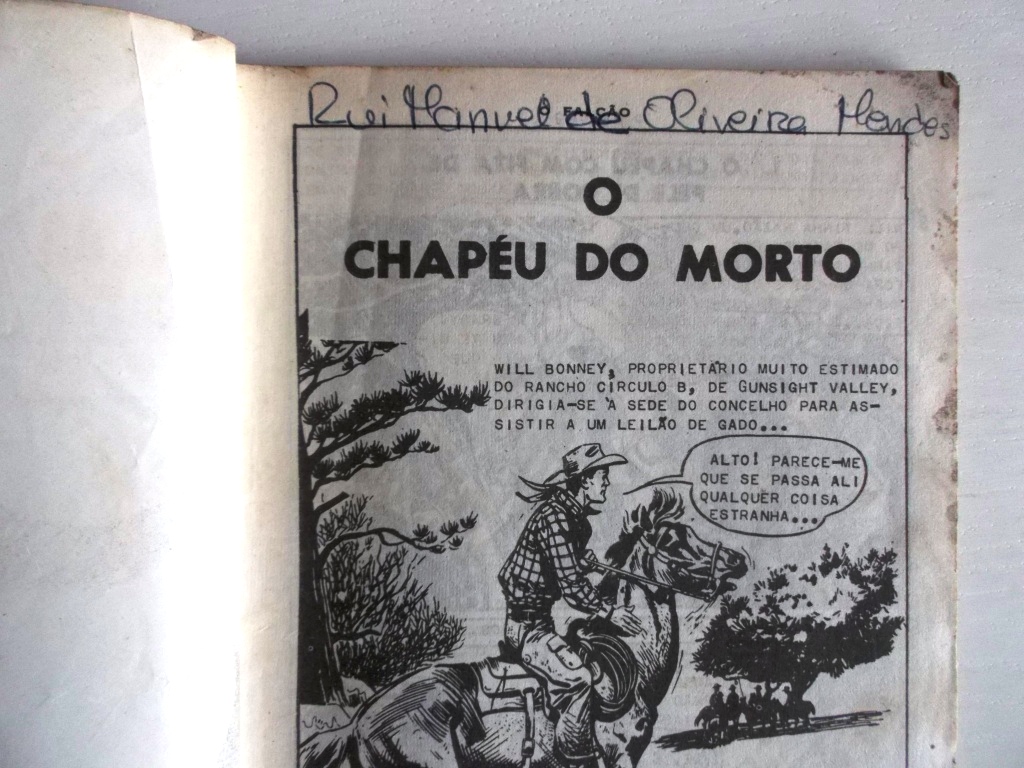 Rui Manuel de Oliveira Mendes
O
CHAPÉU DO MORTO
WILL BONNEY, PROPRIETÁRIO MUITO ESTIMADO
DO RANCHO CÍRCULO B, DE GUNSIGHT VALLEY,
DIRIGIA-SE À SEDE DO CONCELHO PARA AS-
SISTIR A UM LEILÃO DE GADO...
ALTO! PARECE-ME
QUE SE PASSA ALI
QUALQUER COISA
ESTRANHA...